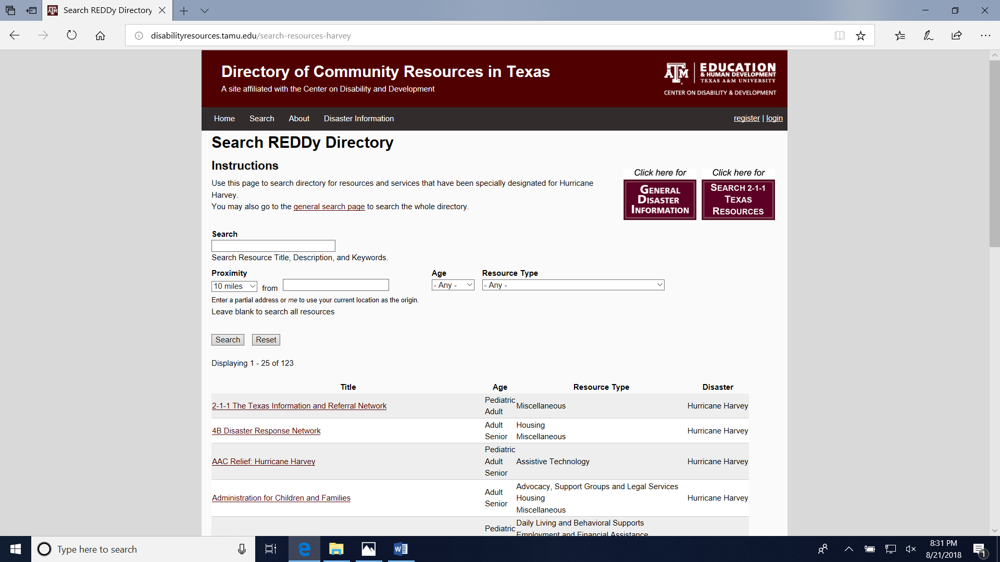 Search REDDy Directory
disabilityresources.tamu.edu/search-resources-harvey
Directory of Community Resources in Texas
A site affiliated with the Center on Disability and Development
ATM
EDUCATION
& HUMAN DEVELOPMENT
TEXAS A&M UNIVERSITY
CENTER ON DISABILITY & DEVELOPMENT
Home Search About Disaster Information register | login
Search REDDy Directory
Instructions
Use this page to search directory for resources and services that have been specially designated for Hurricane
Harvey.
You may also go to the general search page to search the whole directory.
Click here for
GENERAL
DISASTER
INFORMATION
Click here for
SEARCH 2-1-1
TEXAS
RESOURCES
Search
Search Resource Title, Description, and Keywords.
Proximity Age Resource Type
10 miles from - Any - - Any -
Enter a partial address or me to use your current location as the origin.
Leave blank to search all resources
Search Reset
Displaying 1 - 25 of 123
Title Age Resource Type Disaster
2-1-1 The Texas Information and Referral Network
Pediatric
Adult
Miscellaneous
Hurricane Harvey
4B Disaster Response Network
Adult
Senior
Housing
Miscellaneous
Hurricane Harvey
AAC Relief: Hurricane Harvey
Pediatric
Adult
Senior
Assistive Technology
Hurricane Harvey
Administration for Children and Families
Adult
Senior
Advocacy, Support Groups and Legal Services
Housing
Miscellaneous
Hurricane Harvey
Pediatric
Daily Living and Behavioral Supports
Employment and Financial Assistance
Type here to search
8:31 PM
8/21/2018
1